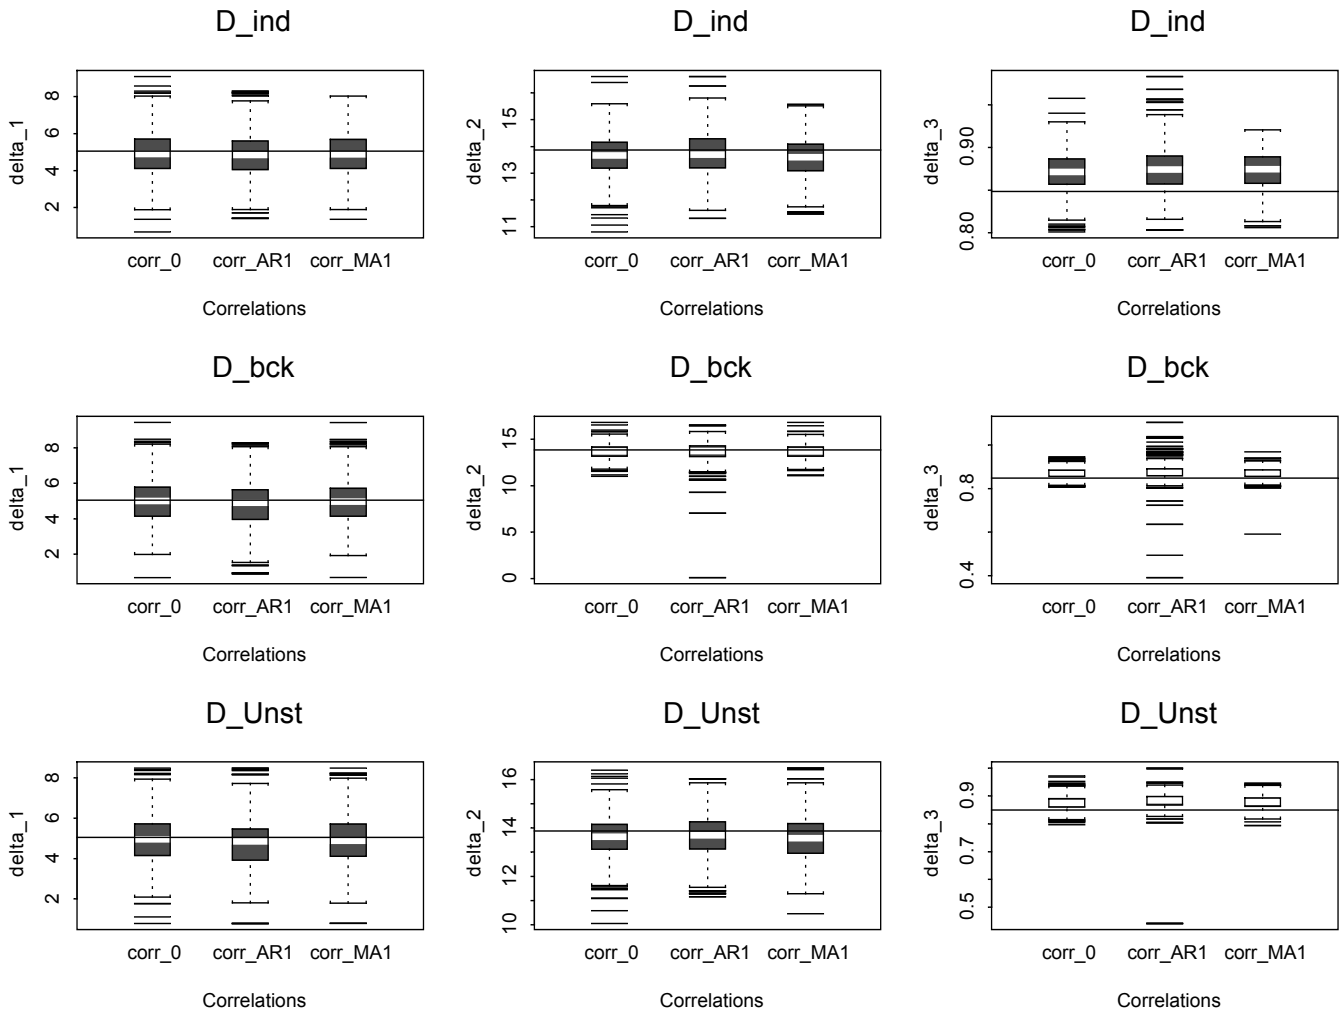 D_ind
D_ind
D_ind
delta_1
2 4 6 8
delta_2
11 13 15
delta_3
0.80 0.90
corr_0 corr_AR1 corr_MA1
corr_0 corr_AR1 corr_MA1
corr_0 corr_AR1 corr_MA1
Correlations
Correlations
Correlations
D_bck
D_bck
D_bck
delta_1
2 4 6 8
delta_2
0 5 10 15
delta_3
0.4 0.8
corr_0 corr_AR1 corr_MA1
corr_0 corr_AR1 corr_MA1
corr_0 corr_AR1 corr_MA1
Correlations
Correlations
Correlations
D_Unst
D_Unst
D_Unst
delta_1
2 4 6 8
delta_2
10 12 14 16
delta_3
0.5 0.7 0.9
corr_0 corr_AR1 corr_MA1
corr_0 corr_AR1 corr_MA1
corr_0 corr_AR1 corr_MA1
Correlations
Correlations
Correlations